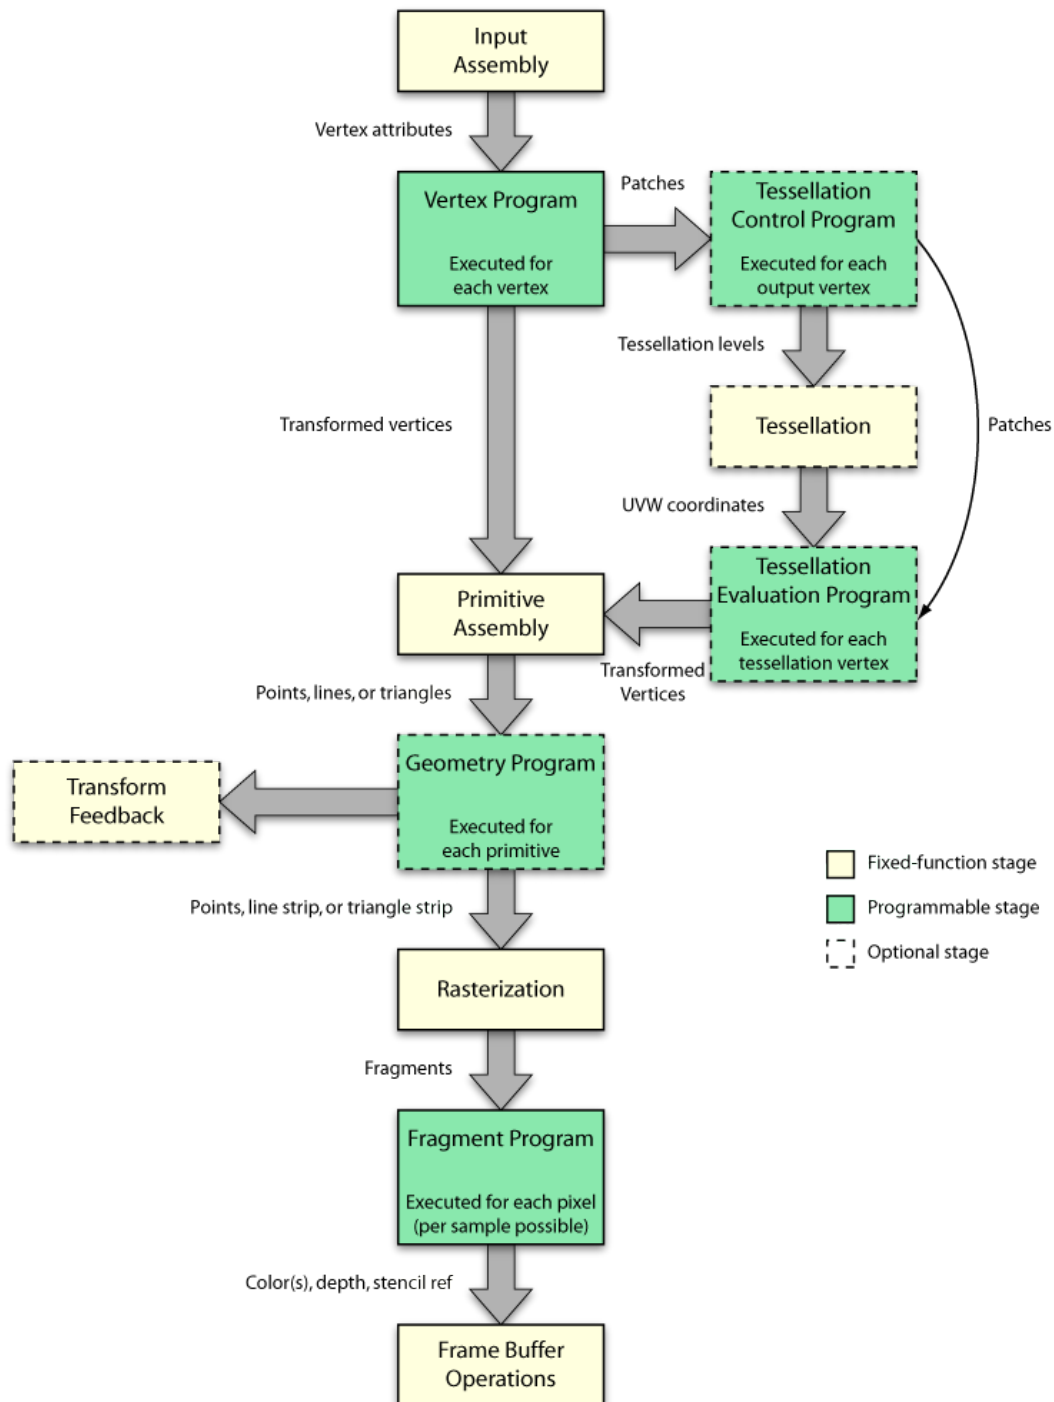 Input
Assembly
Vertex attributes
Vertex Program
Executed for
each vertex
Patches
Tessellation
Control Program
Executed for each
output vertex
Tessellation levels
Tessellation
Patches
Transformed vertices
UVW coordinates
Tessellation
Evaluation Program
Executed for each
tessellation vertex
Transformed
Vertices
Primitive
Assembly
Points, lines, or triangles
Geometry Program
Executed for
each primitive
Transform
Feedback
Points, line strip, or triangle strip
Fixed-function stage
Programmable stage
Optional stage
Rasterization
Fragments
Fragment Program
Executed for each pixel
(per sample possible)
Color(s), depth, stencil ref
Frame Buffer
Operations